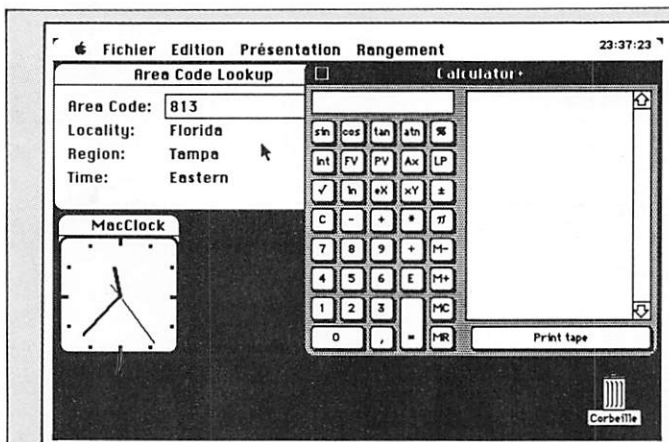 Fichier Edition Présentation Rangement 23:37:23
Area Code Lookup
Area Code: 813
Locality: Florida
Region: Tampa
Time: Eastern
MacClock
Calculator+
sin cos tan atn %
Int FV PV Ax LP
√ ln eX xY ±
C - + * π
7 8 9 + M-
4 5 6 E M+
1 2 3 MC
0 , = MR
Print tape
Corbeille